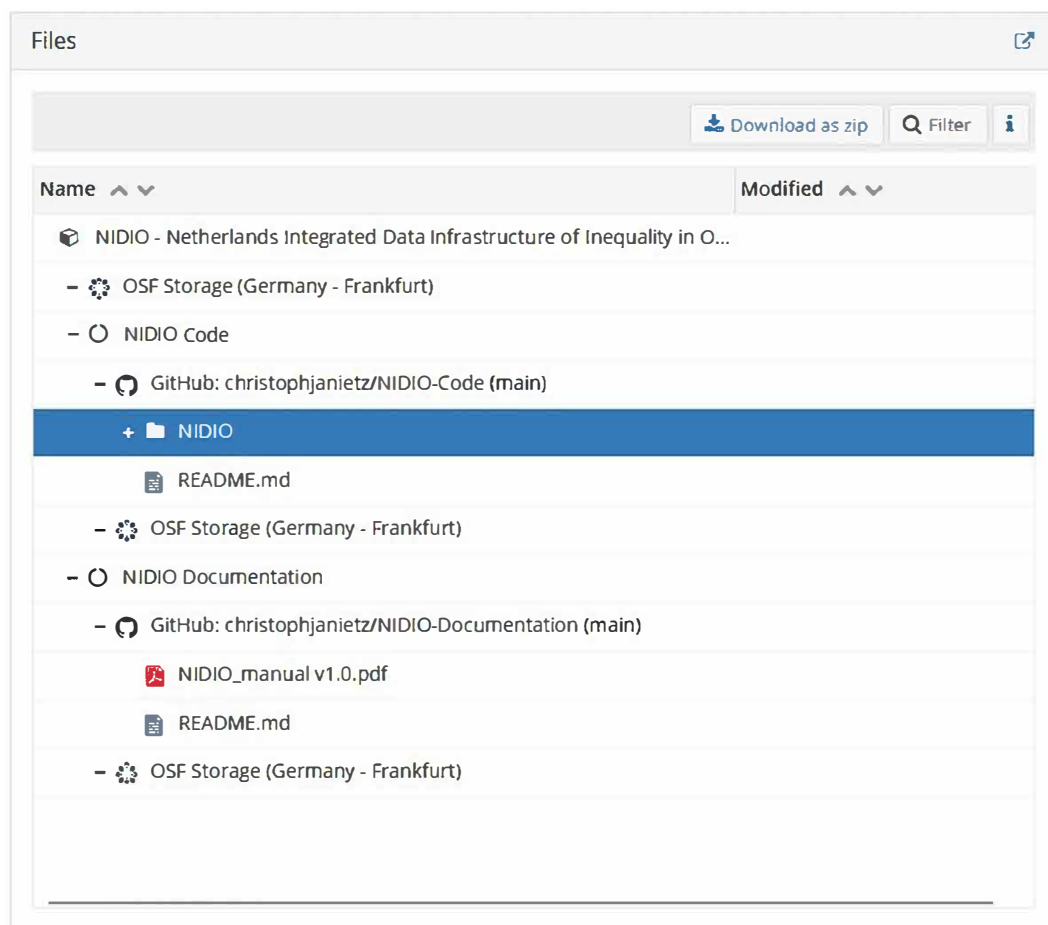 Files
Download as zip Filter i
Name Modified
NIDIO - Netherlands Integrated Data Infrastructure of Inequality in O...
– OSF Storage (Germany - Frankfurt)
– NIDIO Code
– GitHub: christophjanietz/NIDIO-Code (main)
+ NIDIO
README.md
– OSF Storage (Germany - Frankfurt)
– NIDIO Documentation
– GitHub: christophjanietz/NIDIO-Documentation (main)
NIDIO_manual v1.0.pdf
README.md
– OSF Storage (Germany - Frankfurt)